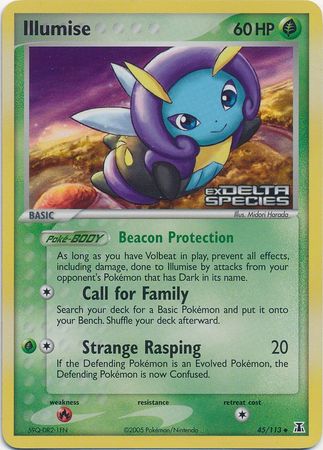 Illumise 60 HP
EX DELTA
SPECIES
BASIC
Illus. Midori Harada
Poké-BODY Beacon Protection
As long as you have Volbeat in play, prevent all effects,
including damage, done to Illumise by attacks from your
opponent's Pokémon that has Dark in its name.
Call for Family
Search your deck for a Basic Pokémon and put it onto
your Bench. Shuffle your deck afterward.
Strange Rasping 20
If the Defending Pokémon is an Evolved Pokémon, the
Defending Pokémon is now Confused.
weakness resistance retreat cost
©2005 Pokémon/Nintendo 45/113